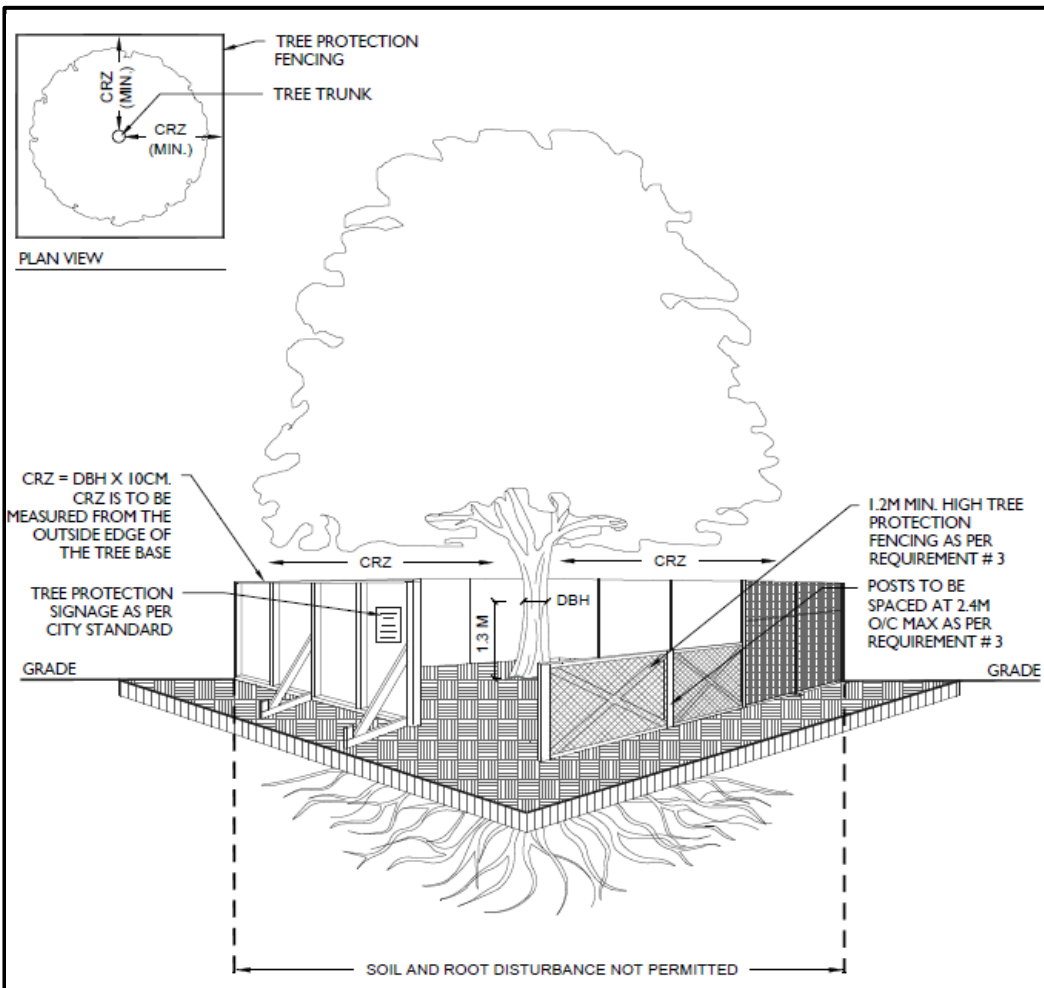 TREE PROTECTION
FENCING
TREE TRUNK
CRZ
(MIN.)
CRZ
(MIN.)
PLAN VIEW
CRZ = DBH X 10CM.
CRZ IS TO BE
MEASURED FROM THE
OUTSIDE EDGE OF
THE TREE BASE
TREE PROTECTION
SIGNAGE AS PER
CITY STANDARD
GRADE
CRZ
CRZ
DBH
1.3 M
1.2M MIN. HIGH TREE
PROTECTION
FENCING AS PER
REQUIREMENT # 3
POSTS TO BE
SPACED AT 2.4M
O/C MAX AS PER
REQUIREMENT # 3
GRADE
SOIL AND ROOT DISTURBANCE NOT PERMITTED